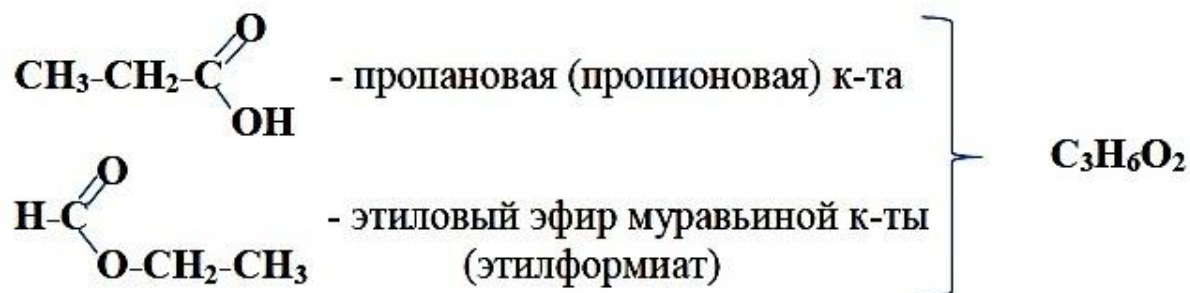 O
CH₃-CH₂-C - пропановая (пропионовая) к-та
OH
C₃H₆O₂
O
H-C - этиловый эфир муравьиной к-ты
O-CH₂-CH₃ (этилформиат)